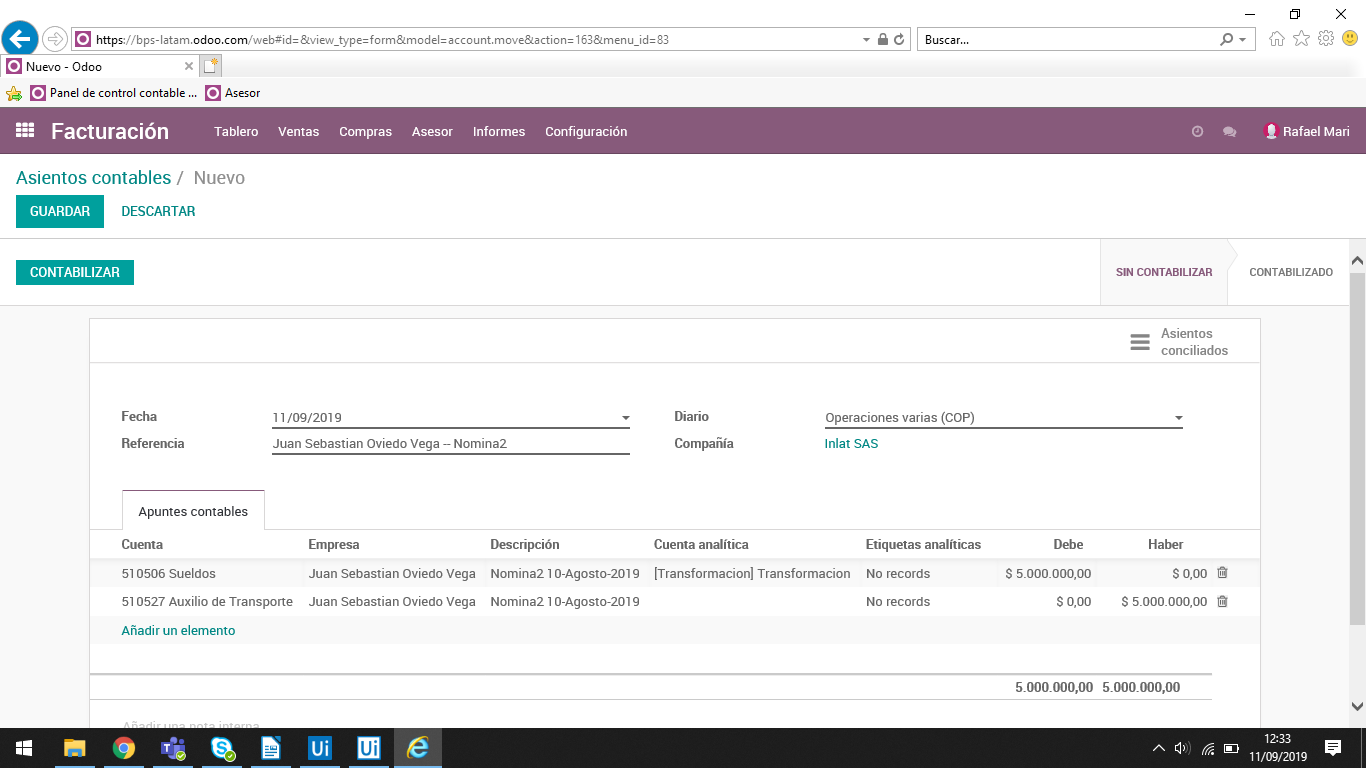 https://bps-latam.odoo.com/web#id=&view_type=form&model=account.move&action=163&menu_id=83
Buscar...
Nuevo - Odoo
Panel de control contable ...
Asesor
Facturación
Tablero
Ventas
Compras
Asesor
Informes
Configuración
Rafael Mari
Asientos contables / Nuevo
GUARDAR
DESCARTAR
CONTABILIZAR
SIN CONTABILIZAR
CONTABILIZADO
Asientos
conciliados
Fecha 11/09/2019
Diario Operaciones varias (COP)
Referencia Juan Sebastian Oviedo Vega -- Nomina2
Compañía Inlat SAS
Apuntes contables
Cuenta Empresa Descripción Cuenta analítica Etiquetas analíticas Debe Haber
510506 Sueldos Juan Sebastian Oviedo Vega Nomina2 10-Agosto-2019 [Transformacion] Transformacion No records $ 5.000.000,00 $ 0,00
510527 Auxilio de Transporte Juan Sebastian Oviedo Vega Nomina2 10-Agosto-2019 No records $ 0,00 $ 5.000.000,00
Añadir un elemento
5.000.000,00 5.000.000,00
Añadir una nota interna
Ui
Ui
12:33
11/09/2019